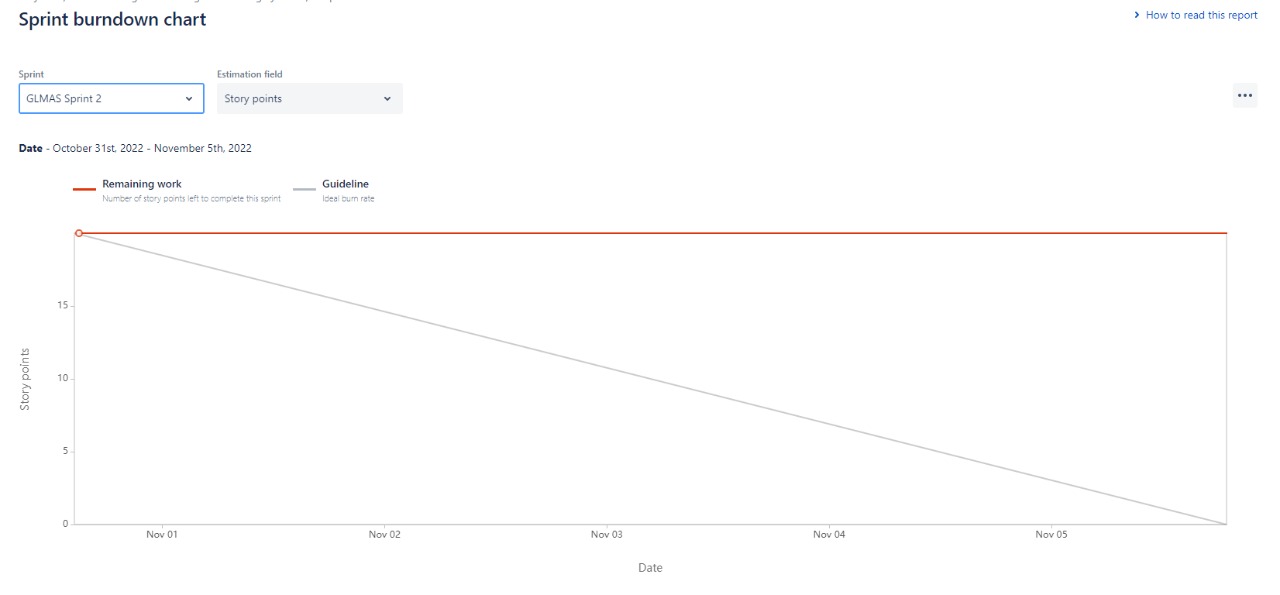 Sprint burndown chart
How to read this report
Sprint
Estimation field
GLMAS Sprint 2
Story points
Date - October 31st, 2022 - November 5th, 2022
Remaining work
Number of story points left to complete this sprint
Guideline
Ideal burn rate
15
10
5
0
Story points
Nov 01
Nov 02
Nov 03
Nov 04
Nov 05
Date